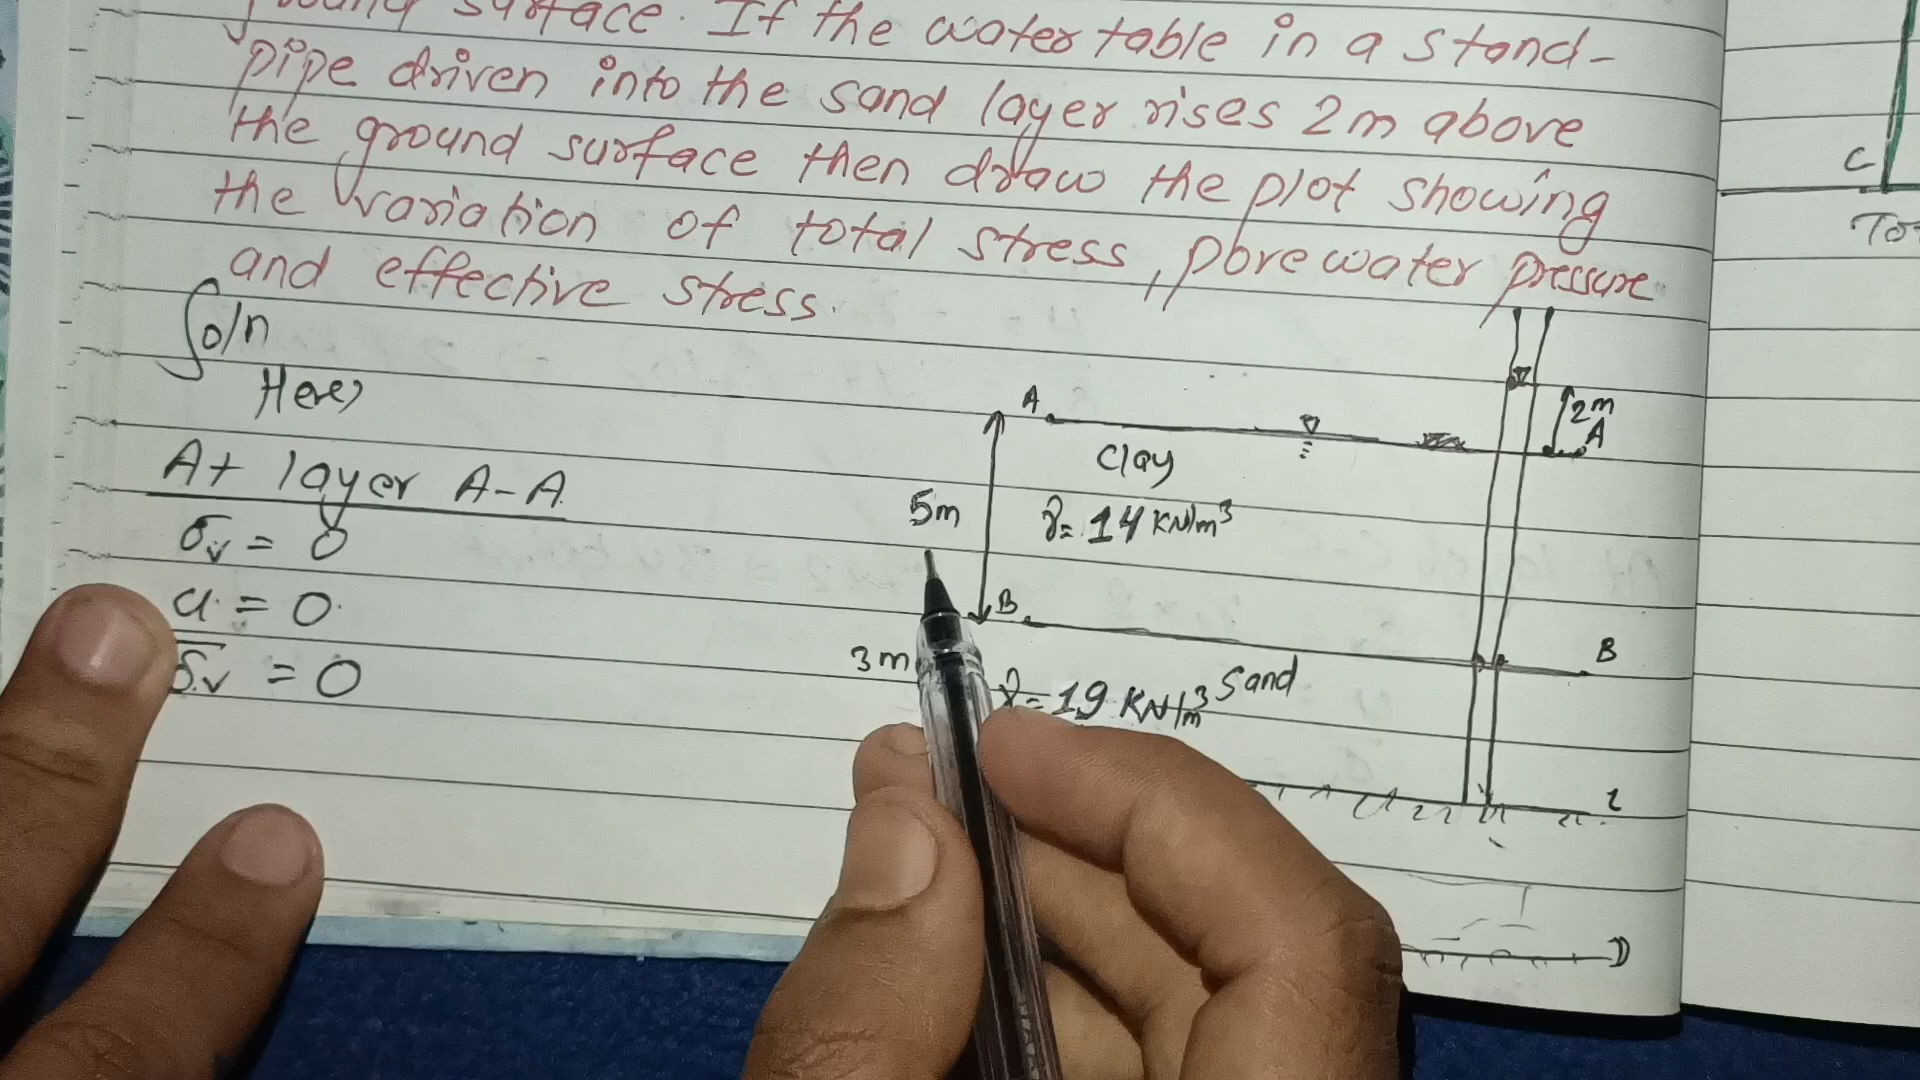 surface. If the water table in a stand-
pipe driven into the sand layer rises 2m above
the ground surface then draw the plot showing
the variation of total stress, pore water pressure
and effective stress.
Soln
Here,
At layer A-A
σv = 0
u = 0
σ̅v = 0
A
2m
A
Clay
5m
γ = 14 KN/m³
B
B
3m
γ = 19 KN/m³ Sand
D
C